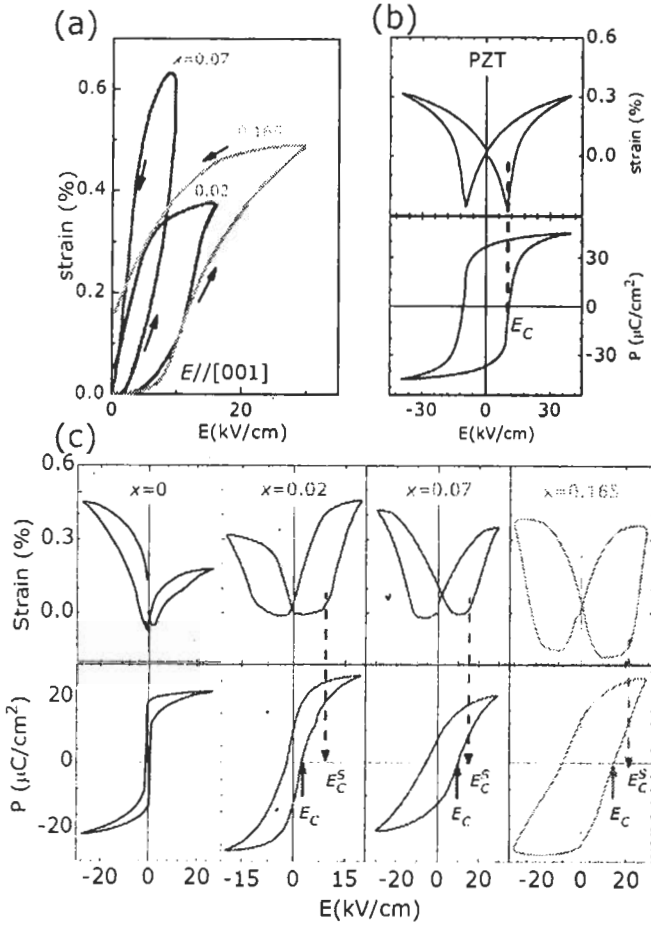 (a)
x=0.07
0.165
0.02
E//[001]
strain (%)
0.6
0.4
0.2
0.0
0
20
E(kV/cm)
(b)
PZT
0.6
0.3
0.0
strain (%)
30
0
-30
P (μC/cm²)
E_C
-30
0
30
E(kV/cm)
(c)
0.6
0.3
0.0
Strain (%)
x=0
x=0.02
x=0.07
x=0.165
20
0
-20
P (μC/cm²)
E_C
E_C^S
E_C
E_C^S
E_C
E_C^S
-20 0 20
-15 0 15
-20 0 20
-20 0 20
E(kV/cm)